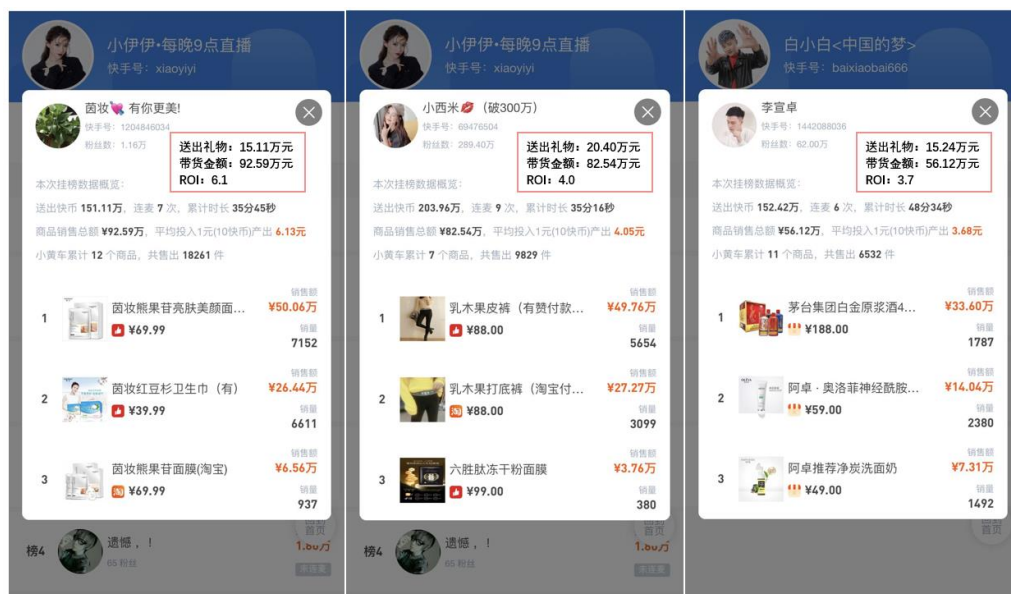 小伊伊•每晚9点直播
快手号：xiaoyiyi
茵妆💘 有你更美!
快手号：1204846034
粉丝数：1.16万
送出礼物：15.11万元
带货金额：92.59万元
ROI：6.1
本次挂榜数据概览：
送出快币 151.11万，连麦 7 次，累计时长 35分45秒
商品销售总额 ¥92.59万，平均投入1元(10快币)产出 6.13元
小黄车累计 12 个商品，共售出 18261 件
1
茵妆熊果苷亮肤美颜面...
¥69.99
销售额
¥50.06万
销量
7152
2
茵妆红豆杉卫生巾（有）
¥39.99
销售额
¥26.44万
销量
6611
3
茵妆熊果苷面膜(淘宝)
淘
¥69.99
销售额
¥6.56万
销量
937
首页
榜4
遗憾，！
65 粉丝
1.60万
小伊伊•每晚9点直播
快手号：xiaoyiyi
小西米💋（破300万）
快手号：69476504
粉丝数：289.40万
送出礼物：20.40万元
带货金额：82.54万元
ROI：4.0
本次挂榜数据概览：
送出快币 203.96万，连麦 9 次，累计时长 35分16秒
商品销售总额 ¥82.54万，平均投入1元(10快币)产出 4.05元
小黄车累计 7 个商品，共售出 9829 件
1
乳木果皮裤（有赞付款...
¥88.00
销售额
¥49.76万
销量
5654
2
乳木果打底裤（淘宝付...
淘
¥88.00
销售额
¥27.27万
销量
3099
3
六胜肽冻干粉面膜
¥99.00
销售额
¥3.76万
销量
380
首页
榜4
遗憾，！
65 粉丝
1.60万
白小白<中国的梦>
快手号：baixiaobai666
李宣卓
快手号：1442088036
粉丝数：62.00万
送出礼物：15.24万元
带货金额：56.12万元
ROI：3.7
本次挂榜数据概览：
送出快币 152.42万，连麦 6 次，累计时长 48分34秒
商品销售总额 ¥56.12万，平均投入1元(10快币)产出 3.68元
小黄车累计 11 个商品，共售出 6532 件
1
茅台集团白金原浆酒4...
¥188.00
销售额
¥33.60万
销量
1787
2
阿卓 · 奥洛菲神经酰胺...
¥59.00
销售额
¥14.04万
销量
2380
3
阿卓推荐净炭洗面奶
¥49.00
销售额
¥7.31万
销量
1492
首页